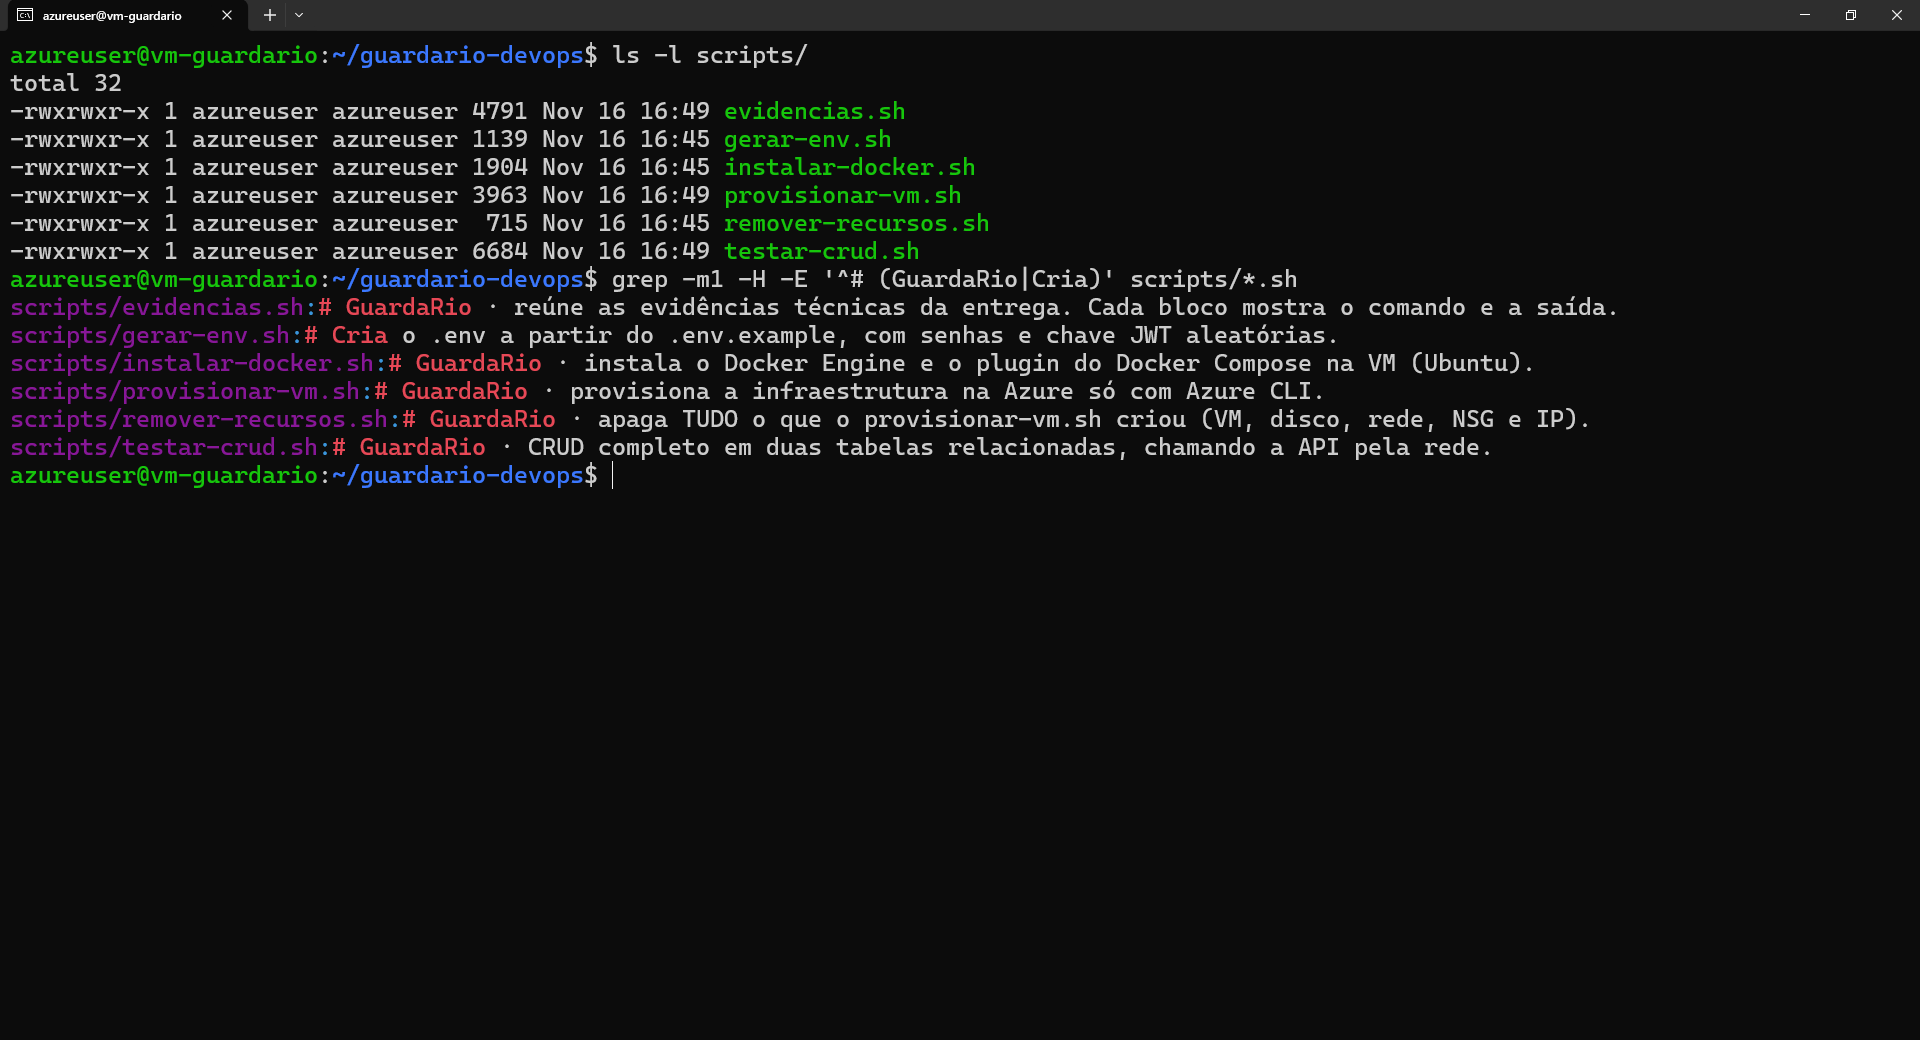 azureuser@vm-guardario
azureuser@vm-guardario:~/guardario-devops$ ls -l scripts/
total 32
-rwxrwxr-x 1 azureuser azureuser 4791 Nov 16 16:49 evidencias.sh
-rwxrwxr-x 1 azureuser azureuser 1139 Nov 16 16:45 gerar-env.sh
-rwxrwxr-x 1 azureuser azureuser 1904 Nov 16 16:45 instalar-docker.sh
-rwxrwxr-x 1 azureuser azureuser 3963 Nov 16 16:49 provisionar-vm.sh
-rwxrwxr-x 1 azureuser azureuser  715 Nov 16 16:45 remover-recursos.sh
-rwxrwxr-x 1 azureuser azureuser 6684 Nov 16 16:49 testar-crud.sh
azureuser@vm-guardario:~/guardario-devops$ grep -m1 -H -E '^# (GuardaRio|Cria)' scripts/*.sh
scripts/evidencias.sh:# GuardaRio · reúne as evidências técnicas da entrega. Cada bloco mostra o comando e a saída.
scripts/gerar-env.sh:# Cria o .env a partir do .env.example, com senhas e chave JWT aleatórias.
scripts/instalar-docker.sh:# GuardaRio · instala o Docker Engine e o plugin do Docker Compose na VM (Ubuntu).
scripts/provisionar-vm.sh:# GuardaRio · provisiona a infraestrutura na Azure só com Azure CLI.
scripts/remover-recursos.sh:# GuardaRio · apaga TUDO o que o provisionar-vm.sh criou (VM, disco, rede, NSG e IP).
scripts/testar-crud.sh:# GuardaRio · CRUD completo em duas tabelas relacionadas, chamando a API pela rede.
azureuser@vm-guardario:~/guardario-devops$